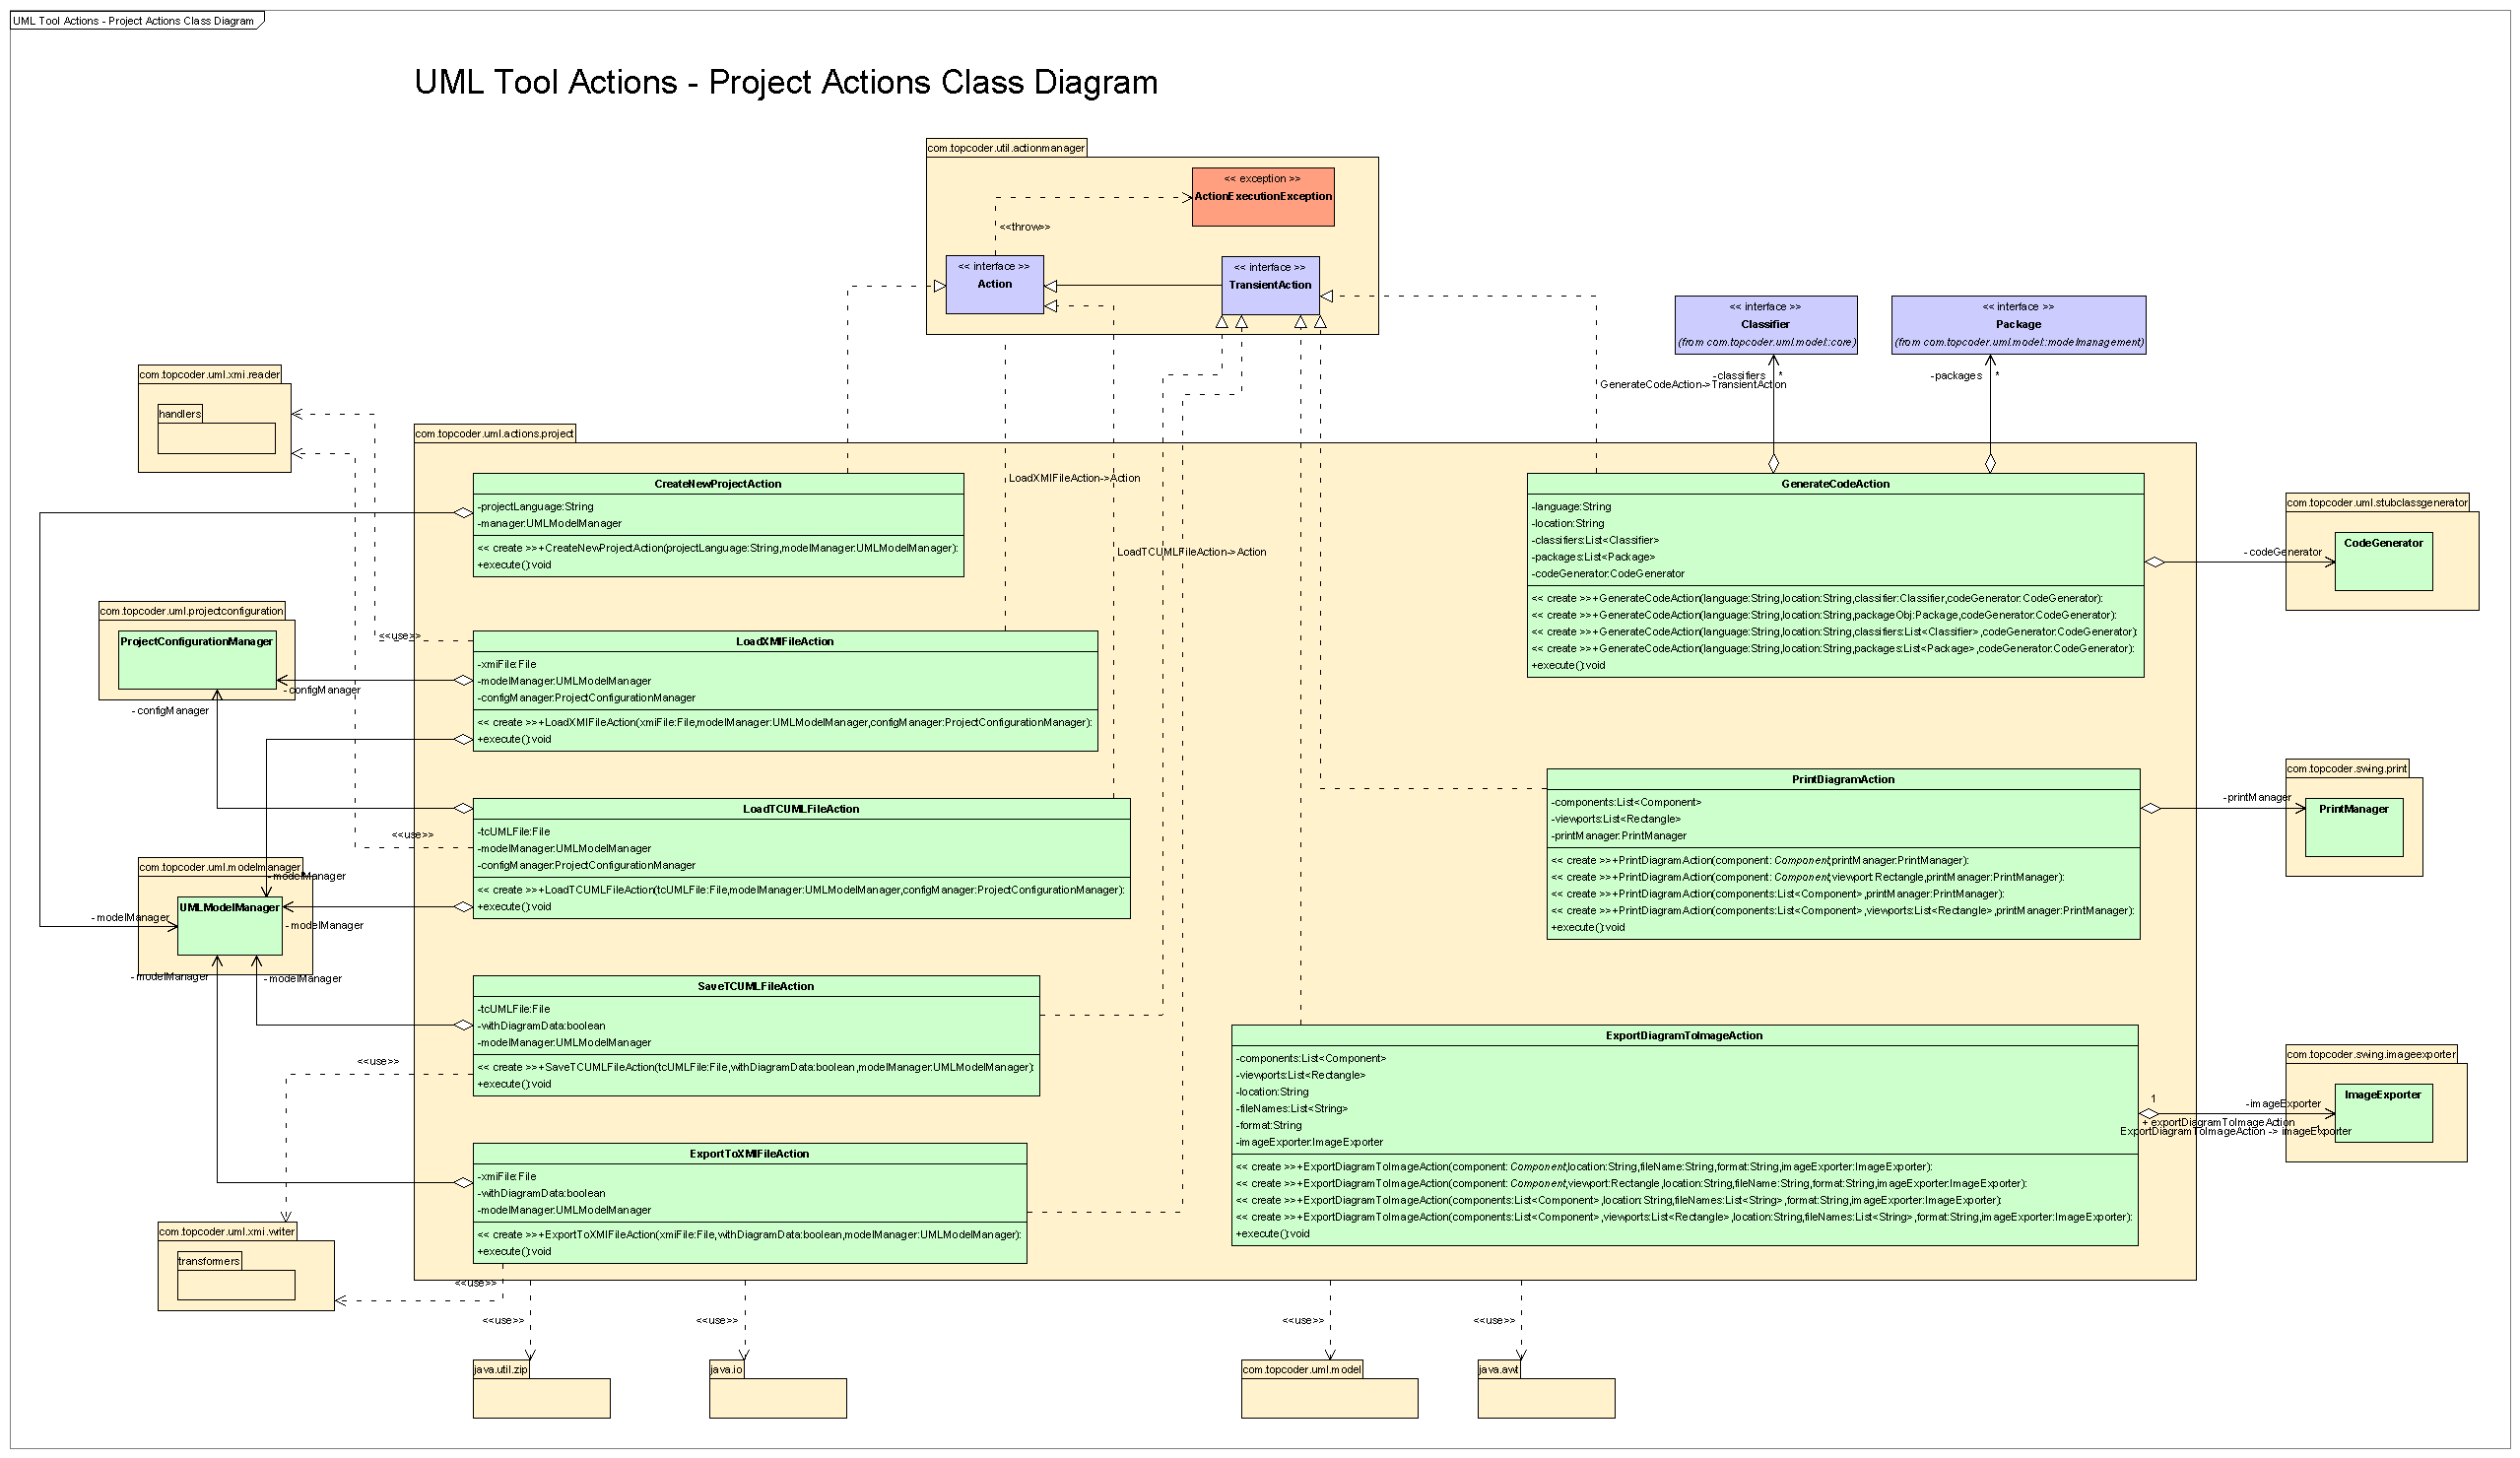 UML Tool Actions - Project Actions Class Diagram
UML Tool Actions - Project Actions Class Diagram
com.topcoder.util.actionmanager
<< exception >>
ActionExecutionException
<<throw>>
<< interface >>
Action
<< interface >>
TransientAction
<< interface >>
Classifier
(from com.topcoder.uml.model::core)
<< interface >>
Package
(from com.topcoder.uml.model::modelmanagement)
-classifiers
*
-packages
*
GenerateCodeAction->TransientAction
com.topcoder.uml.xmi.reader
handlers
com.topcoder.uml.actions.project
LoadXMIFileAction->Action
LoadTCUMLFileAction->Action
CreateNewProjectAction
-projectLanguage:String
-manager:UMLModelManager
<< create >>+CreateNewProjectAction(projectLanguage:String,modelManager:UMLModelManager):
+execute():void
GenerateCodeAction
-language:String
-location:String
-classifiers:List<Classifier>
-packages:List<Package>
-codeGenerator:CodeGenerator
<< create >>+GenerateCodeAction(language:String,location:String,classifier:Classifier,codeGenerator:CodeGenerator):
<< create >>+GenerateCodeAction(language:String,location:String,packageObj:Package,codeGenerator:CodeGenerator):
<< create >>+GenerateCodeAction(language:String,location:String,classifiers:List<Classifier>,codeGenerator:CodeGenerator):
<< create >>+GenerateCodeAction(language:String,location:String,packages:List<Package>,codeGenerator:CodeGenerator):
+execute():void
com.topcoder.uml.stubclassgenerator
CodeGenerator
-codeGenerator
com.topcoder.uml.projectconfiguration
ProjectConfigurationManager
<<use>>
-configManager
-configManager
LoadXMIFileAction
-xmiFile:File
-modelManager:UMLModelManager
-configManager:ProjectConfigurationManager
<< create >>+LoadXMIFileAction(xmiFile:File,modelManager:UMLModelManager,configManager:ProjectConfigurationManager):
+execute():void
LoadTCUMLFileAction
-tcUMLFile:File
-modelManager:UMLModelManager
-configManager:ProjectConfigurationManager
<< create >>+LoadTCUMLFileAction(tcUMLFile:File,modelManager:UMLModelManager,configManager:ProjectConfigurationManager):
+execute():void
<<use>>
PrintDiagramAction
-components:List<Component>
-viewports:List<Rectangle>
-printManager:PrintManager
<< create >>+PrintDiagramAction(component: Component,printManager:PrintManager):
<< create >>+PrintDiagramAction(component: Component,viewport:Rectangle,printManager:PrintManager):
<< create >>+PrintDiagramAction(components:List<Component>,printManager:PrintManager):
<< create >>+PrintDiagramAction(components:List<Component>,viewports:List<Rectangle>,printManager:PrintManager):
+execute():void
com.topcoder.swing.print
PrintManager
-printManager
com.topcoder.uml.modelmanager
-modelManager
UMLModelManager
-modelManager
-modelManager
-modelManager
-modelManager
SaveTCUMLFileAction
-tcUMLFile:File
-withDiagramData:boolean
-modelManager:UMLModelManager
<< create >>+SaveTCUMLFileAction(tcUMLFile:File,withDiagramData:boolean,modelManager:UMLModelManager):
+execute():void
<<use>>
ExportDiagramToImageAction
-components:List<Component>
-viewports:List<Rectangle>
-location:String
-fileNames:List<String>
-format:String
-imageExporter:ImageExporter
<< create >>+ExportDiagramToImageAction(component: Component,location:String,fileName:String,format:String,imageExporter:ImageExporter):
<< create >>+ExportDiagramToImageAction(component: Component,viewport:Rectangle,location:String,fileName:String,format:String,imageExporter:ImageExporter):
<< create >>+ExportDiagramToImageAction(components:List<Component>,location:String,fileNames:List<String>,format:String,imageExporter:ImageExporter):
<< create >>+ExportDiagramToImageAction(components:List<Component>,viewports:List<Rectangle>,location:String,fileNames:List<String>,format:String,imageExporter:ImageExporter):
+execute():void
com.topcoder.swing.imageexporter
ImageExporter
1
-imageExporter
+ exportDiagramToImageAction
ExportDiagramToImageAction -> imageExporter
ExportToXMIFileAction
-xmiFile:File
-withDiagramData:boolean
-modelManager:UMLModelManager
<< create >>+ExportToXMIFileAction(xmiFile:File,withDiagramData:boolean,modelManager:UMLModelManager):
+execute():void
com.topcoder.uml.xmi.writer
transformers
<<use>>
<<use>>
<<use>>
<<use>>
<<use>>
java.util.zip
java.io
com.topcoder.uml.model
java.awt